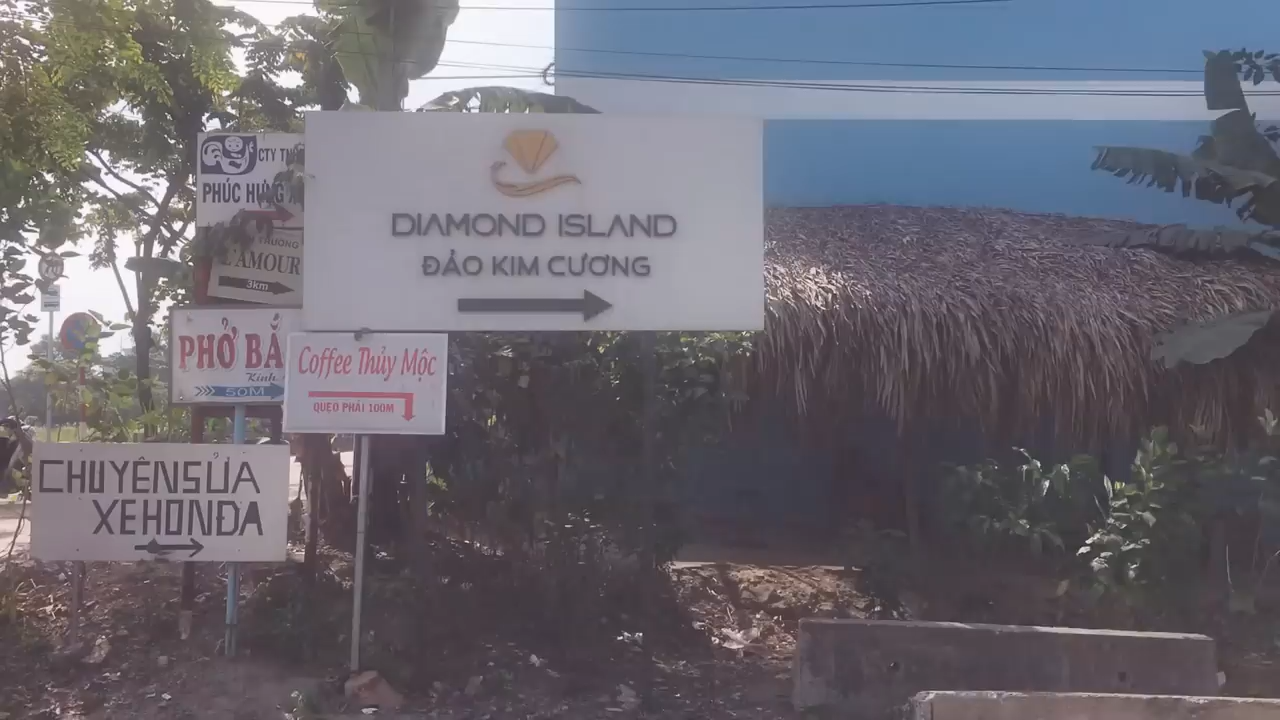 CTY
PHÚC HƯNG
L'AMOUR
3km
PHỞ
50M
DIAMOND ISLAND
ĐẢO KIM CƯƠNG
Coffee Thủy Mộc
QUẸO PHẢI 100M
CHUYÊNSỬA
XEHONĐA